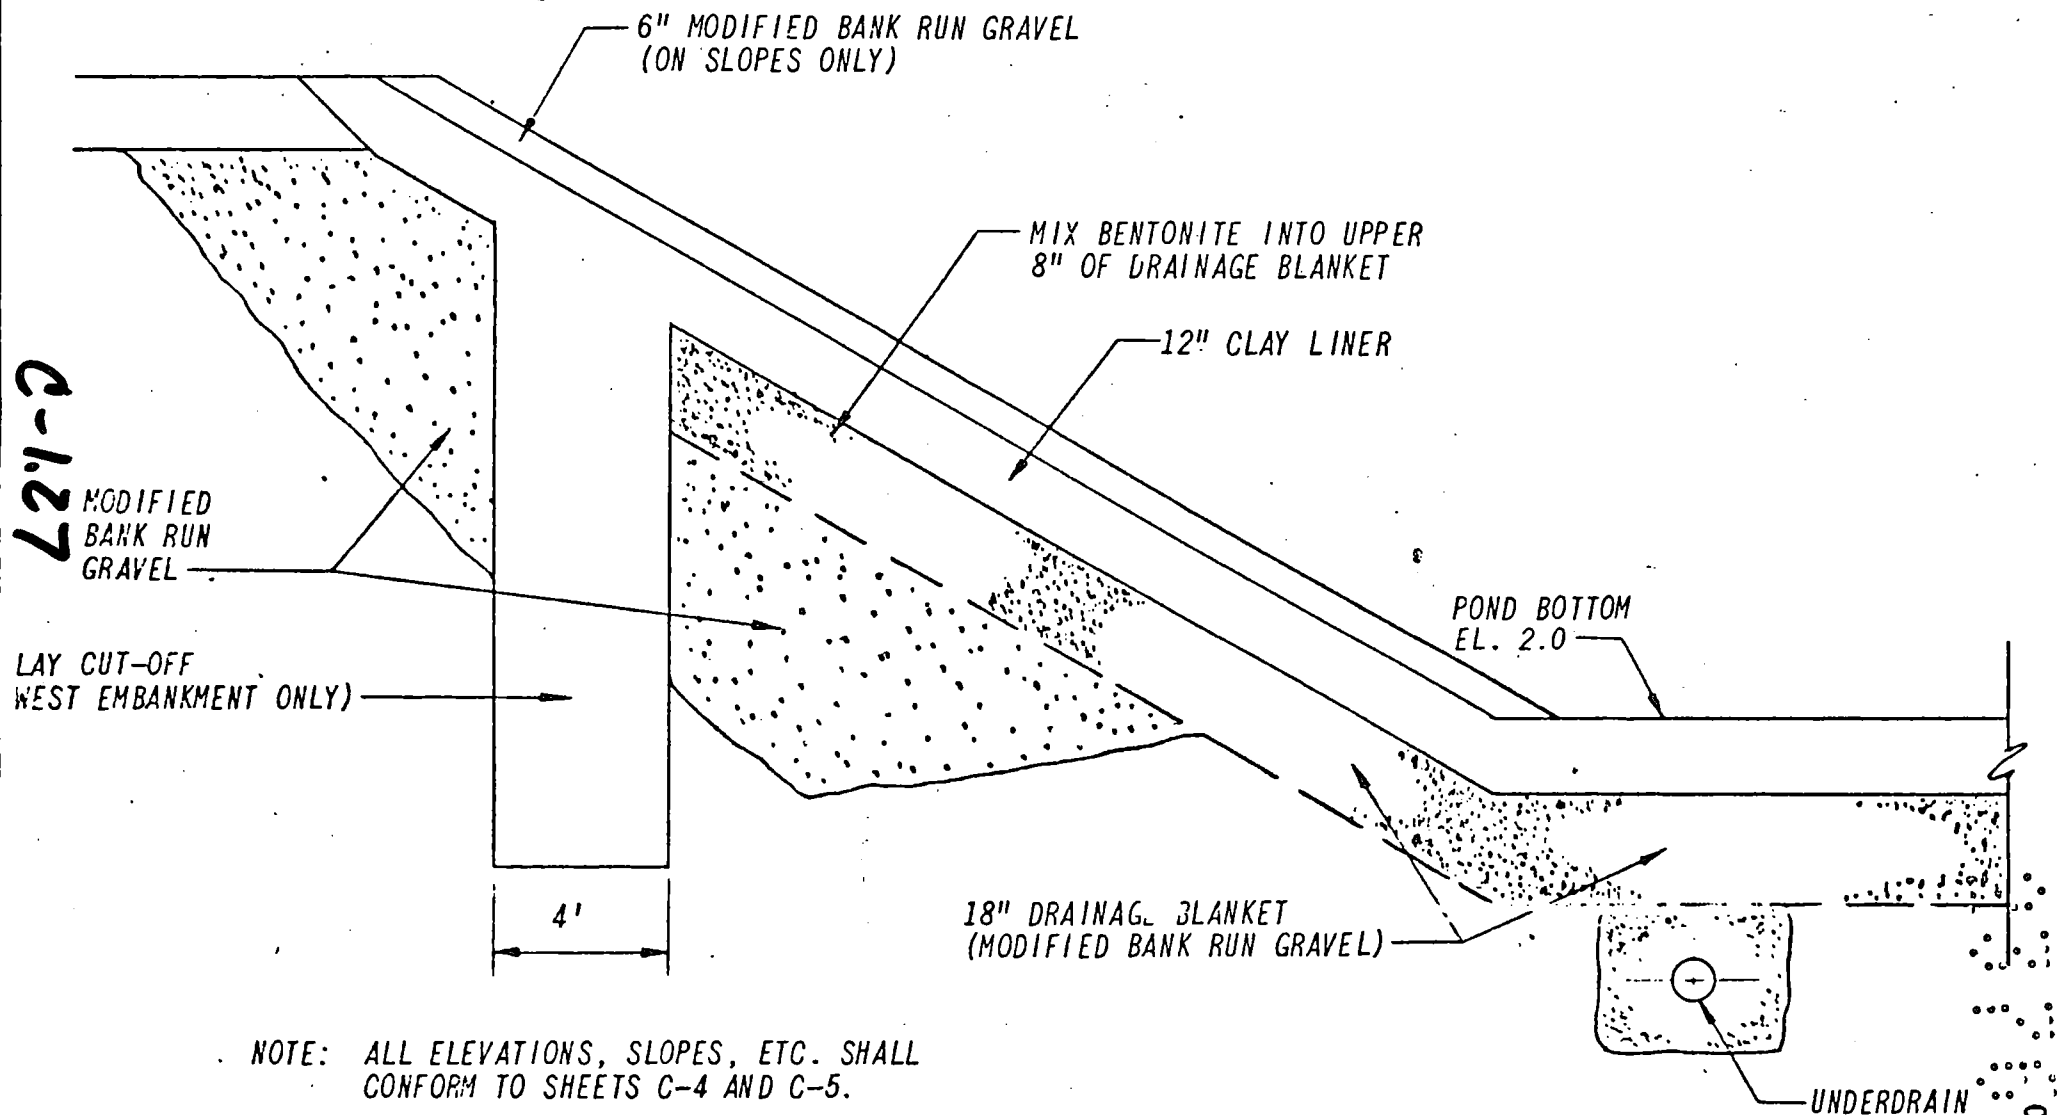 6" MODIFIED BANK RUN GRAVEL
(ON SLOPES ONLY)
MIX BENTONITE INTO UPPER
8" OF DRAINAGE BLANKET
12" CLAY LINER
C-1.27
MODIFIED
BANK RUN
GRAVEL
LAY CUT-OFF
WEST EMBANKMENT ONLY)
POND BOTTOM
EL. 2.0
4'
18" DRAINAGE BLANKET
(MODIFIED BANK RUN GRAVEL)
NOTE: ALL ELEVATIONS, SLOPES, ETC. SHALL
CONFORM TO SHEETS C-4 AND C-5.
UNDERDRAIN